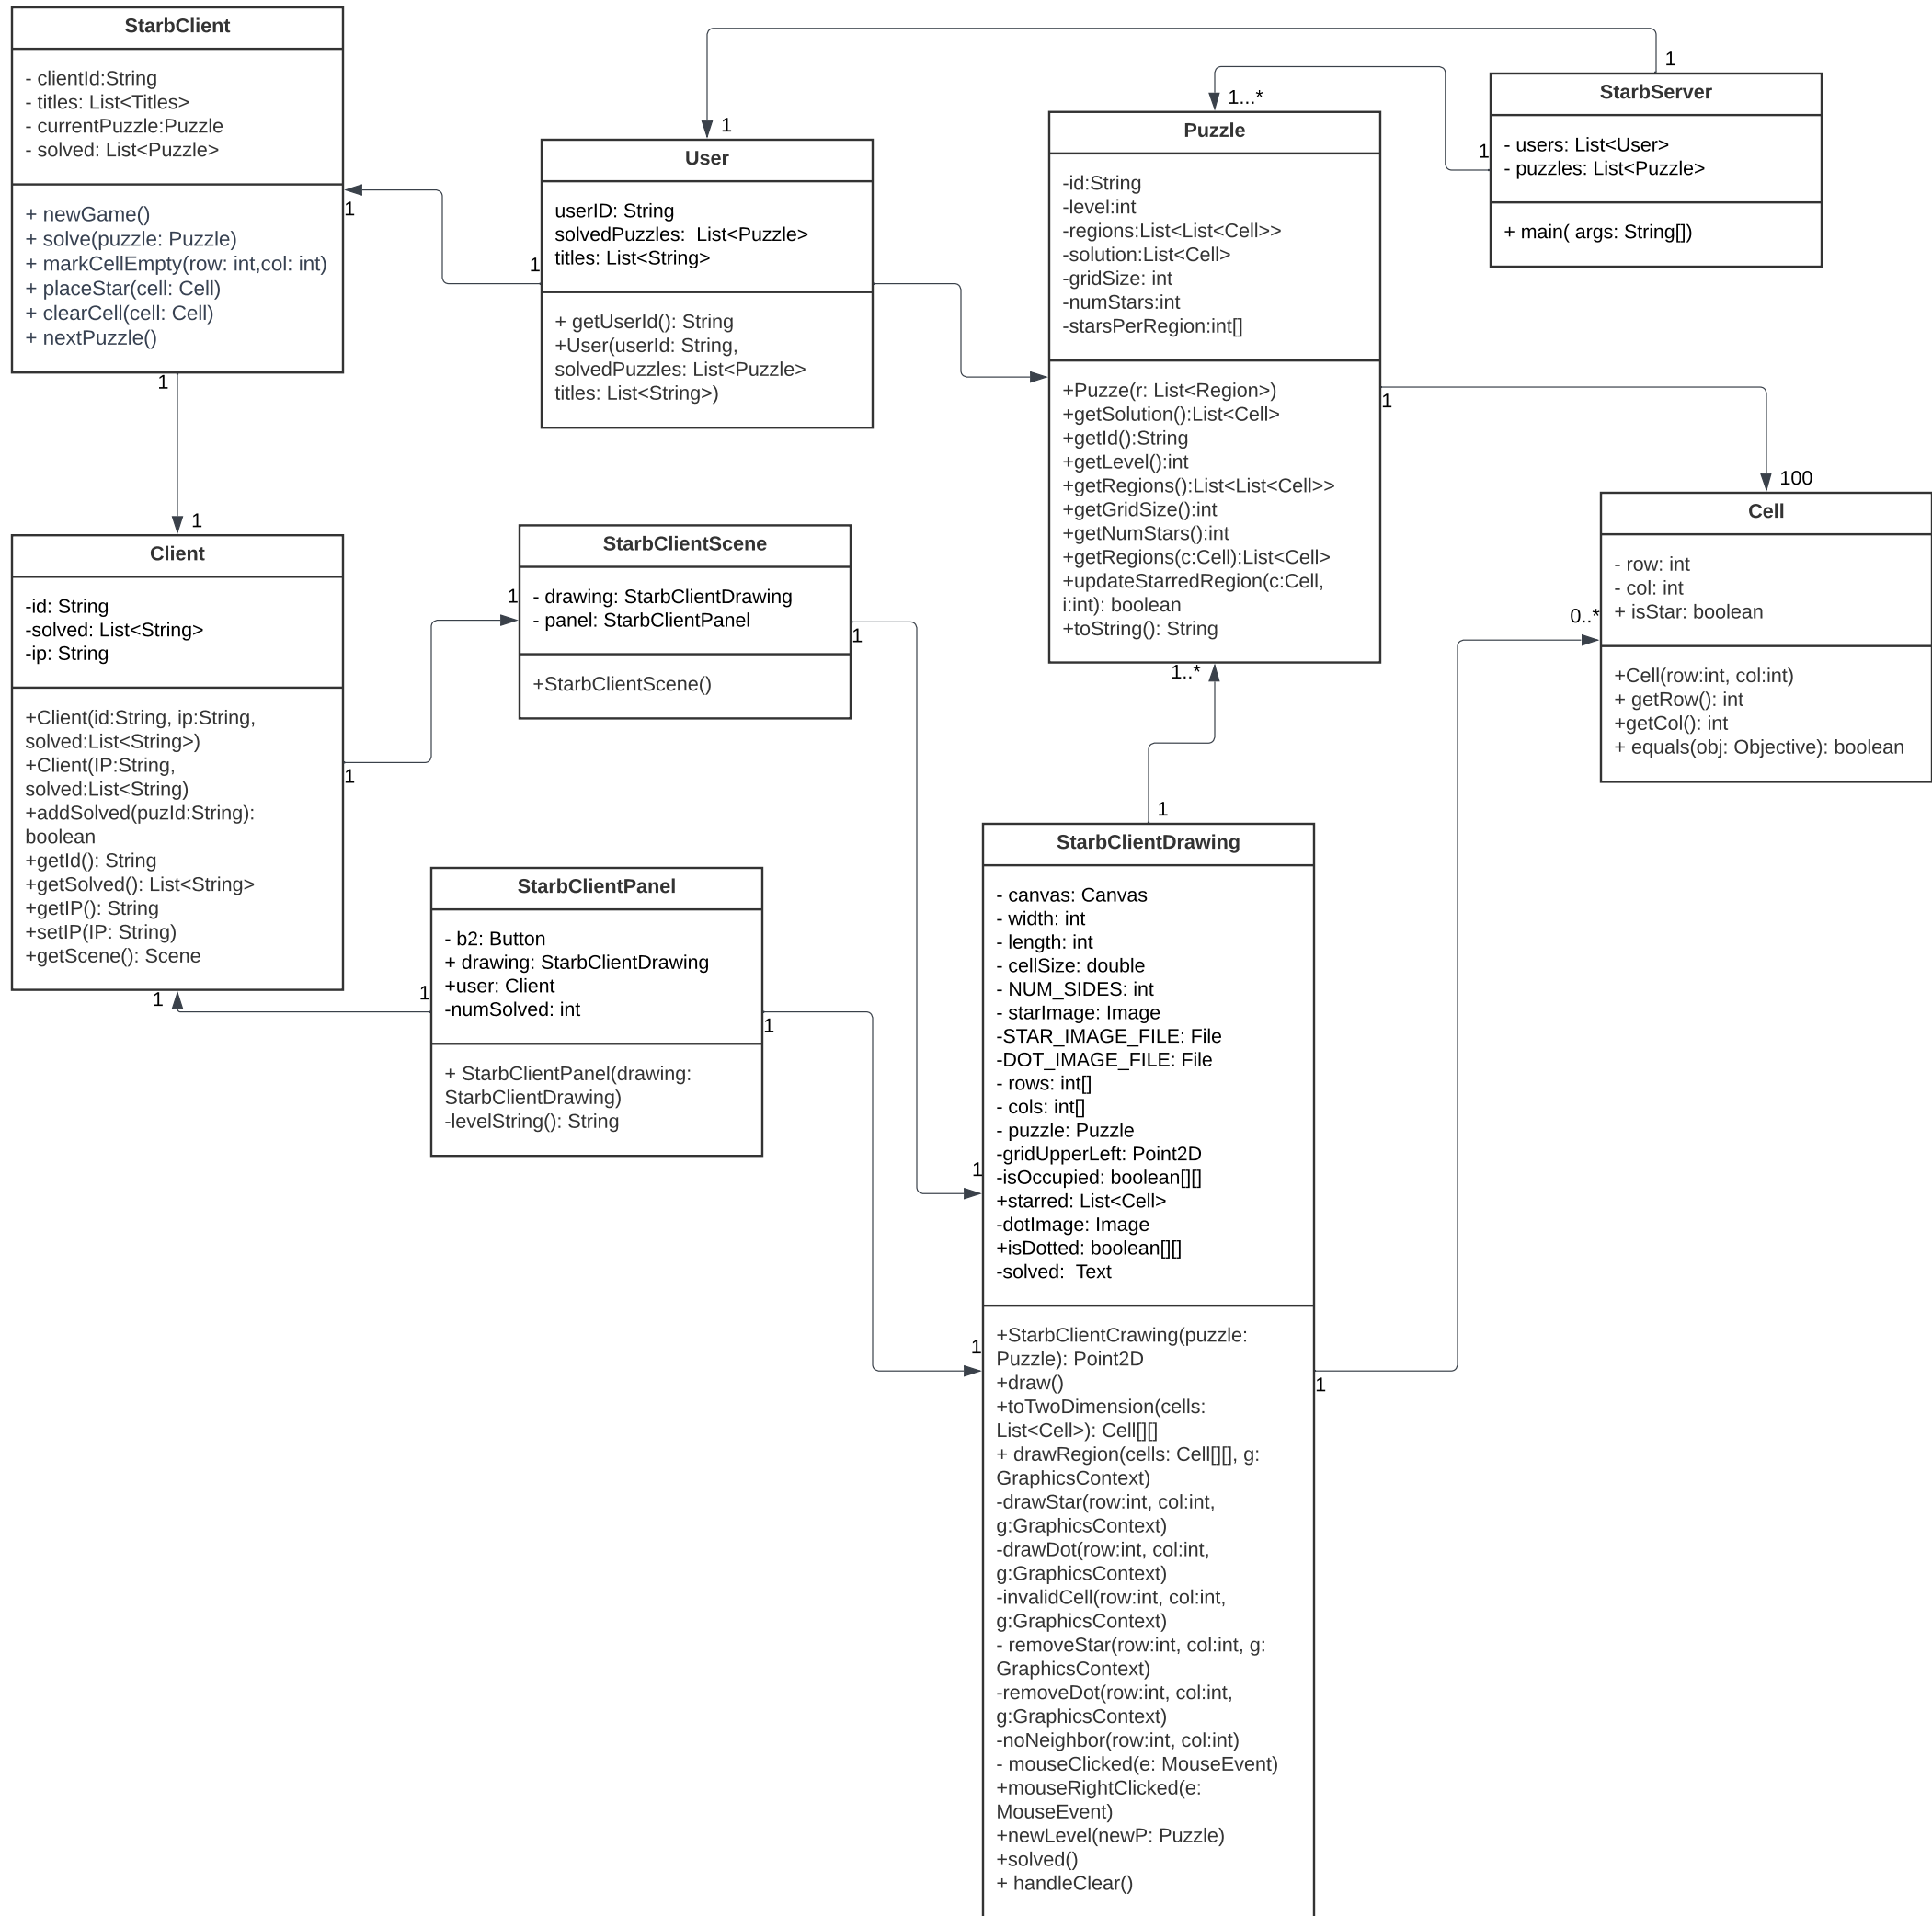 StarbClient
- clientId:String
- titles: List<Titles>
- currentPuzzle:Puzzle
- solved: List<Puzzle>
+ newGame()
+ solve(puzzle: Puzzle)
+ markCellEmpty(row: int,col: int)
+ placeStar(cell: Cell)
+ clearCell(cell: Cell)
+ nextPuzzle()
1
1
1
User
1
userID: String
solvedPuzzles:  List<Puzzle>
titles: List<String>
1
+ getUserId(): String
+User(userId: String,
solvedPuzzles: List<Puzzle>
titles: List<String>)
Puzzle
1...*
-id:String
-level:int
-regions:List<List<Cell>>
-solution:List<Cell>
-gridSize: int
-numStars:int
-starsPerRegion:int[]
+Puzze(r: List<Region>)
+getSolution():List<Cell>
+getId():String
+getLevel():int
+getRegions():List<List<Cell>>
+getGridSize():int
+getNumStars():int
+getRegions(c:Cell):List<Cell>
+updateStarredRegion(c:Cell,
i:int): boolean
+toString(): String
1
1..*
1
StarbServer
1
- users: List<User>
- puzzles: List<Puzzle>
+ main( args: String[])
100
Cell
- row: int
- col: int
+ isStar: boolean
0..*
+Cell(row:int, col:int)
+ getRow(): int
+getCol(): int
+ equals(obj: Objective): boolean
1
Client
-id: String
-solved: List<String>
-ip: String
+Client(id:String, ip:String,
solved:List<String>)
+Client(IP:String,
solved:List<String)
+addSolved(puzId:String):
boolean
+getId(): String
+getSolved(): List<String>
+getIP(): String
+setIP(IP: String)
+getScene(): Scene
1
1
StarbClientScene
1
- drawing: StarbClientDrawing
- panel: StarbClientPanel
1
+StarbClientScene()
StarbClientPanel
- b2: Button
+ drawing: StarbClientDrawing
+user: Client
-numSolved: int
1
1
+ StarbClientPanel(drawing:
StarbClientDrawing)
-levelString(): String
1
StarbClientDrawing
- canvas: Canvas
- width: int
- length: int
- cellSize: double
- NUM_SIDES: int
- starImage: Image
-STAR_IMAGE_FILE: File
-DOT_IMAGE_FILE: File
- rows: int[]
- cols: int[]
- puzzle: Puzzle
-gridUpperLeft: Point2D
-isOccupied: boolean[][]
+starred: List<Cell>
-dotImage: Image
+isDotted: boolean[][]
-solved:  Text
1
1
1
+StarbClientCrawing(puzzle:
Puzzle): Point2D
+draw()
+toTwoDimension(cells:
List<Cell>): Cell[][]
+ drawRegion(cells: Cell[][], g:
GraphicsContext)
-drawStar(row:int, col:int,
g:GraphicsContext)
-drawDot(row:int, col:int,
g:GraphicsContext)
-invalidCell(row:int, col:int,
g:GraphicsContext)
- removeStar(row:int, col:int, g:
GraphicsContext)
-removeDot(row:int, col:int,
g:GraphicsContext)
-noNeighbor(row:int, col:int)
- mouseClicked(e: MouseEvent)
+mouseRightClicked(e:
MouseEvent)
+newLevel(newP: Puzzle)
+solved()
+ handleClear()